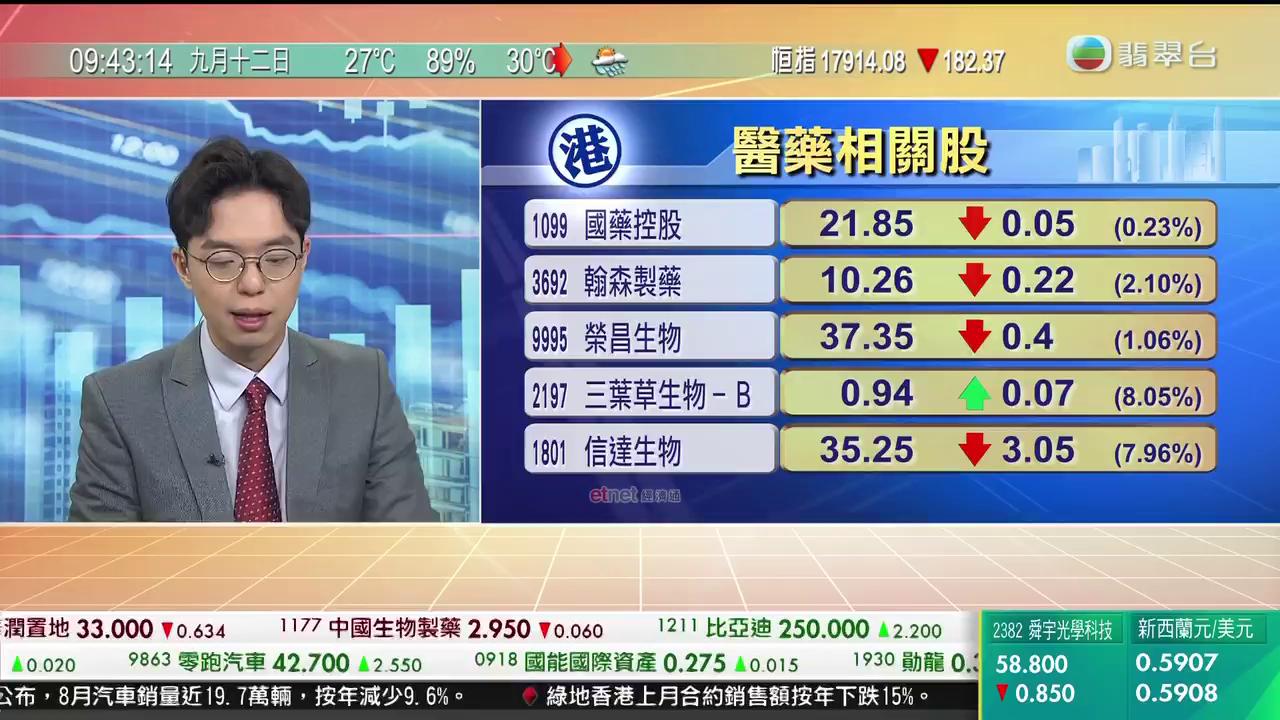 09:43:14 九月十二日 27°C 89% 30°C 恒指 17914.08 ▼ 182.37 翡翠台
12:00
港 醫藥相關股
1099 國藥控股 21.85 0.05 (0.23%)
3692 翰森製藥 10.26 0.22 (2.10%)
9995 榮昌生物 37.35 0.4 (1.06%)
2197 三葉草生物－B 0.94 0.07 (8.05%)
1801 信達生物 35.25 3.05 (7.96%)
etnet 經濟通
潤置地 33.000 ▼0.634 1177 中國生物製藥 2.950 ▼0.060 1211 比亞迪 250.000 ▲2.200
▲0.020 9863 零跑汽車 42.700 ▲2.550 0918 國能國際資產 0.275 ▲0.015 1930 勛龍 0.3
公布，8月汽車銷量近19.7萬輛，按年減少9.6%。 綠地香港上月合約銷售額按年下跌15%。
2382 舜宇光學科技
58.800
▼ 0.850
新西蘭元/美元
0.5907
0.5908